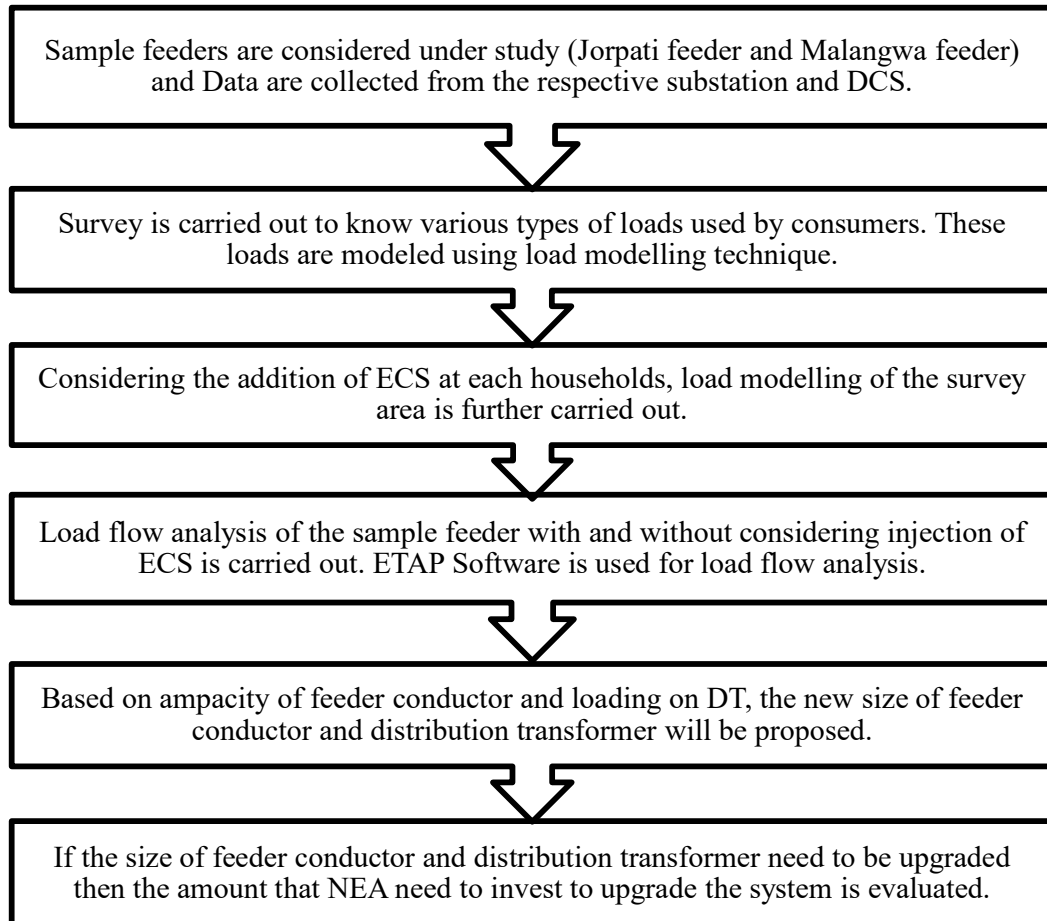 Sample feeders are considered under study (Jorpati feeder and Malangwa feeder)
and Data are collected from the respective substation and DCS.
Survey is carried out to know various types of loads used by consumers. These
loads are modeled using load modelling technique.
Considering the addition of ECS at each households, load modelling of the survey
area is further carried out.
Load flow analysis of the sample feeder with and without considering injection of
ECS is carried out. ETAP Software is used for load flow analysis.
Based on ampacity of feeder conductor and loading on DT, the new size of feeder
conductor and distribution transformer will be proposed.
If the size of feeder conductor and distribution transformer need to be upgraded
then the amount that NEA need to invest to upgrade the system is evaluated.